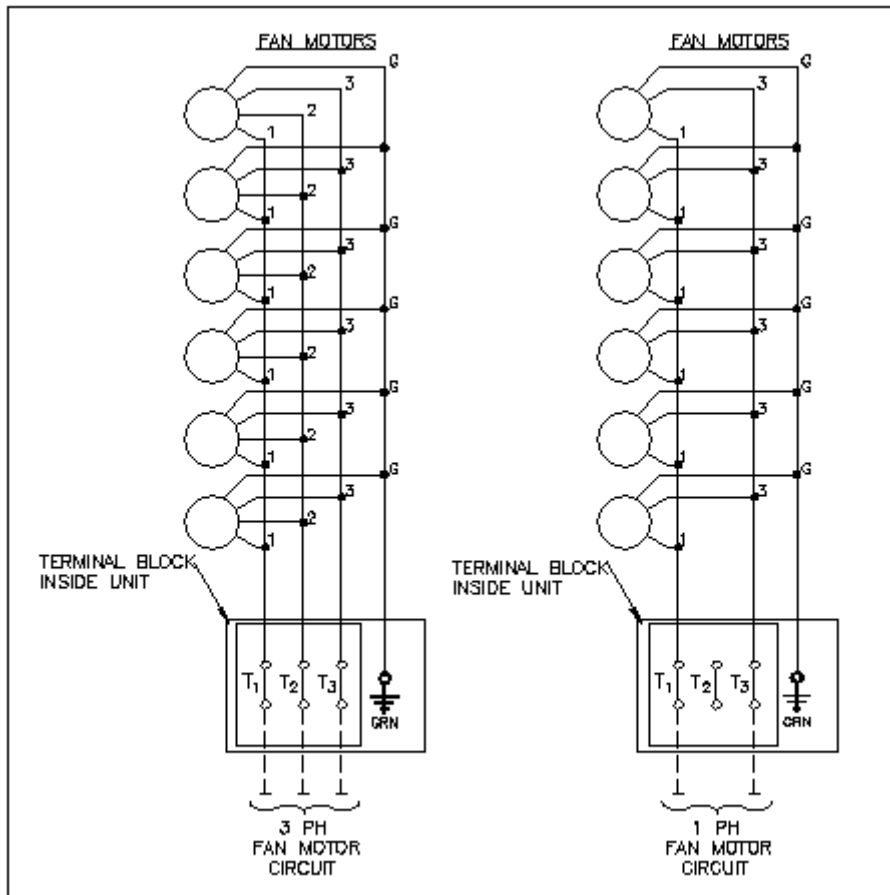 FAN MOTORS
G
3
2
1
3
2
1
G
3
2
1
G
3
2
1
G
3
2
1
G
3
2
1
TERMINAL BLOCK
INSIDE UNIT
T1 T2 T3
GRN
3 PH
FAN MOTOR
CIRCUIT
FAN MOTORS
G
3
1
3
1
G
3
1
G
3
1
G
3
1
G
3
1
TERMINAL BLOCK
INSIDE UNIT
T1 T2 T3
GRN
1 PH
FAN MOTOR
CIRCUIT